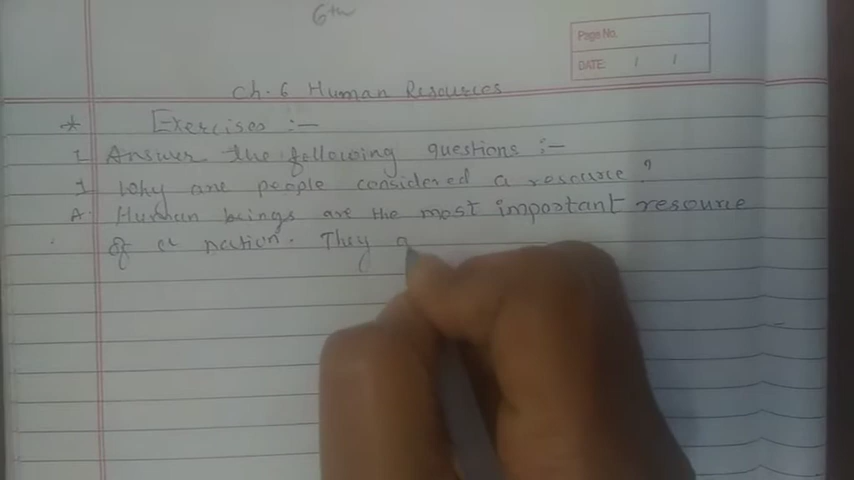 6th
Page No.
DATE: / /
Ch. 6 Human Resources
* Exercises :-
I Answer the following questions :-
1 Why are people considered a resource ?
A. Human beings are the most important resource
of a nation. They a